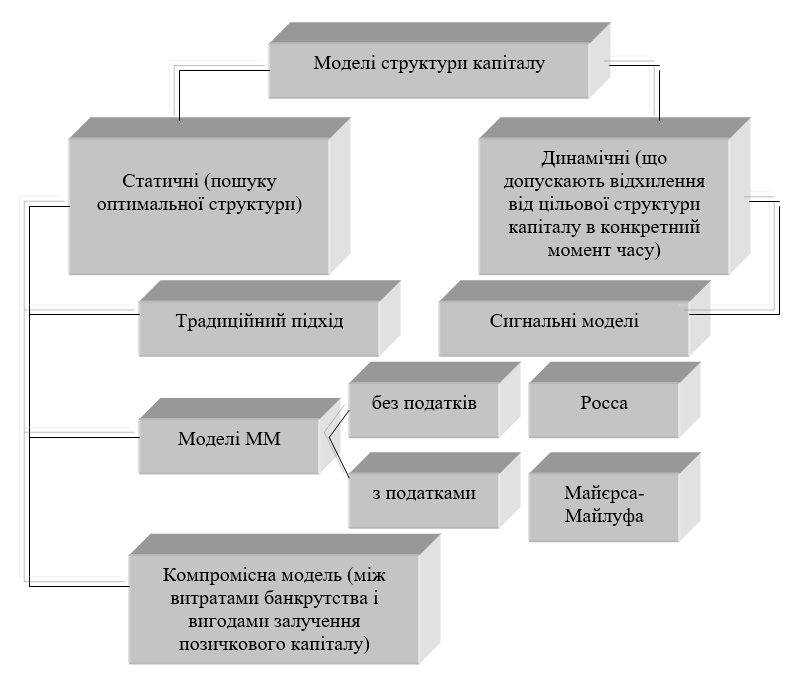 Моделі структури капіталу
Статичні (пошуку
оптимальної структури)
Динамічні (що
допускають відхилення
від цільової структури
капіталу в конкретний
момент часу)
Традиційний підхід
Сигнальні моделі
Моделі ММ
без податків
Росса
з податками
Майєрса-
Майлуфа
Компромісна модель (між
витратами банкрутства і
вигодами залучення
позичкового капіталу)